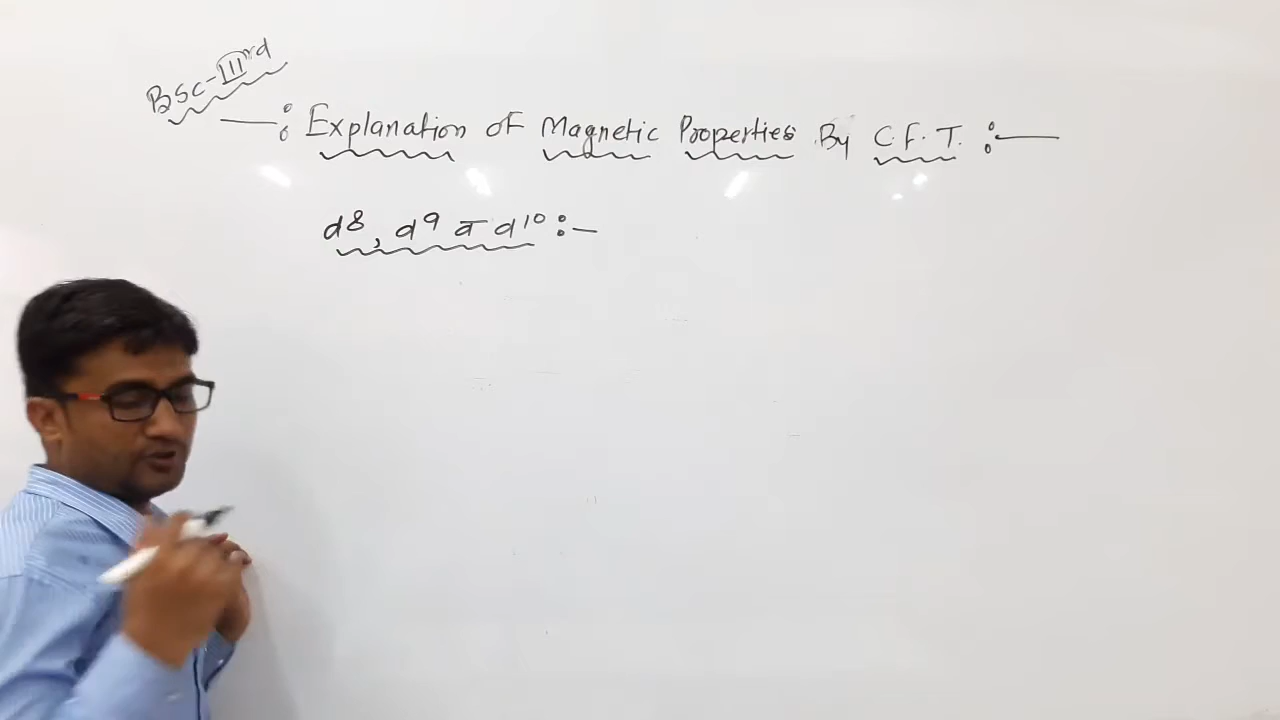 BSc-IIIrd
Explanation of Magnetic Properties By C.F.T. :-
d8, d9 व d10 :-